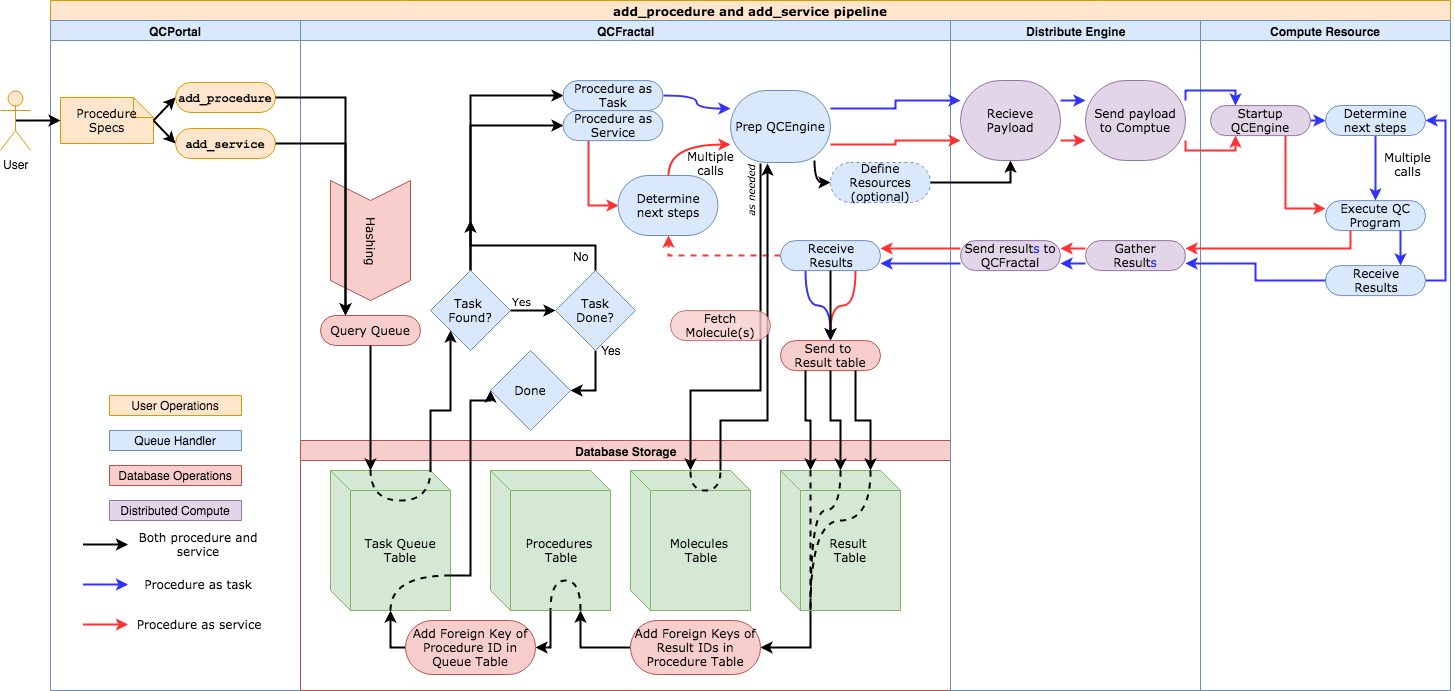 add_procedure and add_service pipeline
QCPortal
QCFractal
Distribute Engine
Compute Resource
User
Procedure
Specs
add_procedure
add_service
Hashing
Query Queue
Task
Found?
Yes
Task
Done?
No
Yes
Done
Procedure as
Task
Procedure as
Service
Determine
next steps
Multiple
calls
Prep QCEngine
as needed
Define
Resources
(optional)
Recieve
Payload
Send payload
to Comptue
Startup
QCEngine
Determine
next steps
Multiple
calls
Execute QC
Program
Receive
Results
Gather
Results
Send results to
QCFractal
Receive
Results
Fetch
Molecule(s)
Send to
Result table
User Operations
Queue Handler
Database Operations
Distributed Compute
Both procedure and
service
Procedure as task
Procedure as service
Database Storage
Task Queue
Table
Procedures
Table
Molecules
Table
Result
Table
Add Foreign Key of
Procedure ID in
Queue Table
Add Foreign Keys of
Result IDs in
Procedure Table